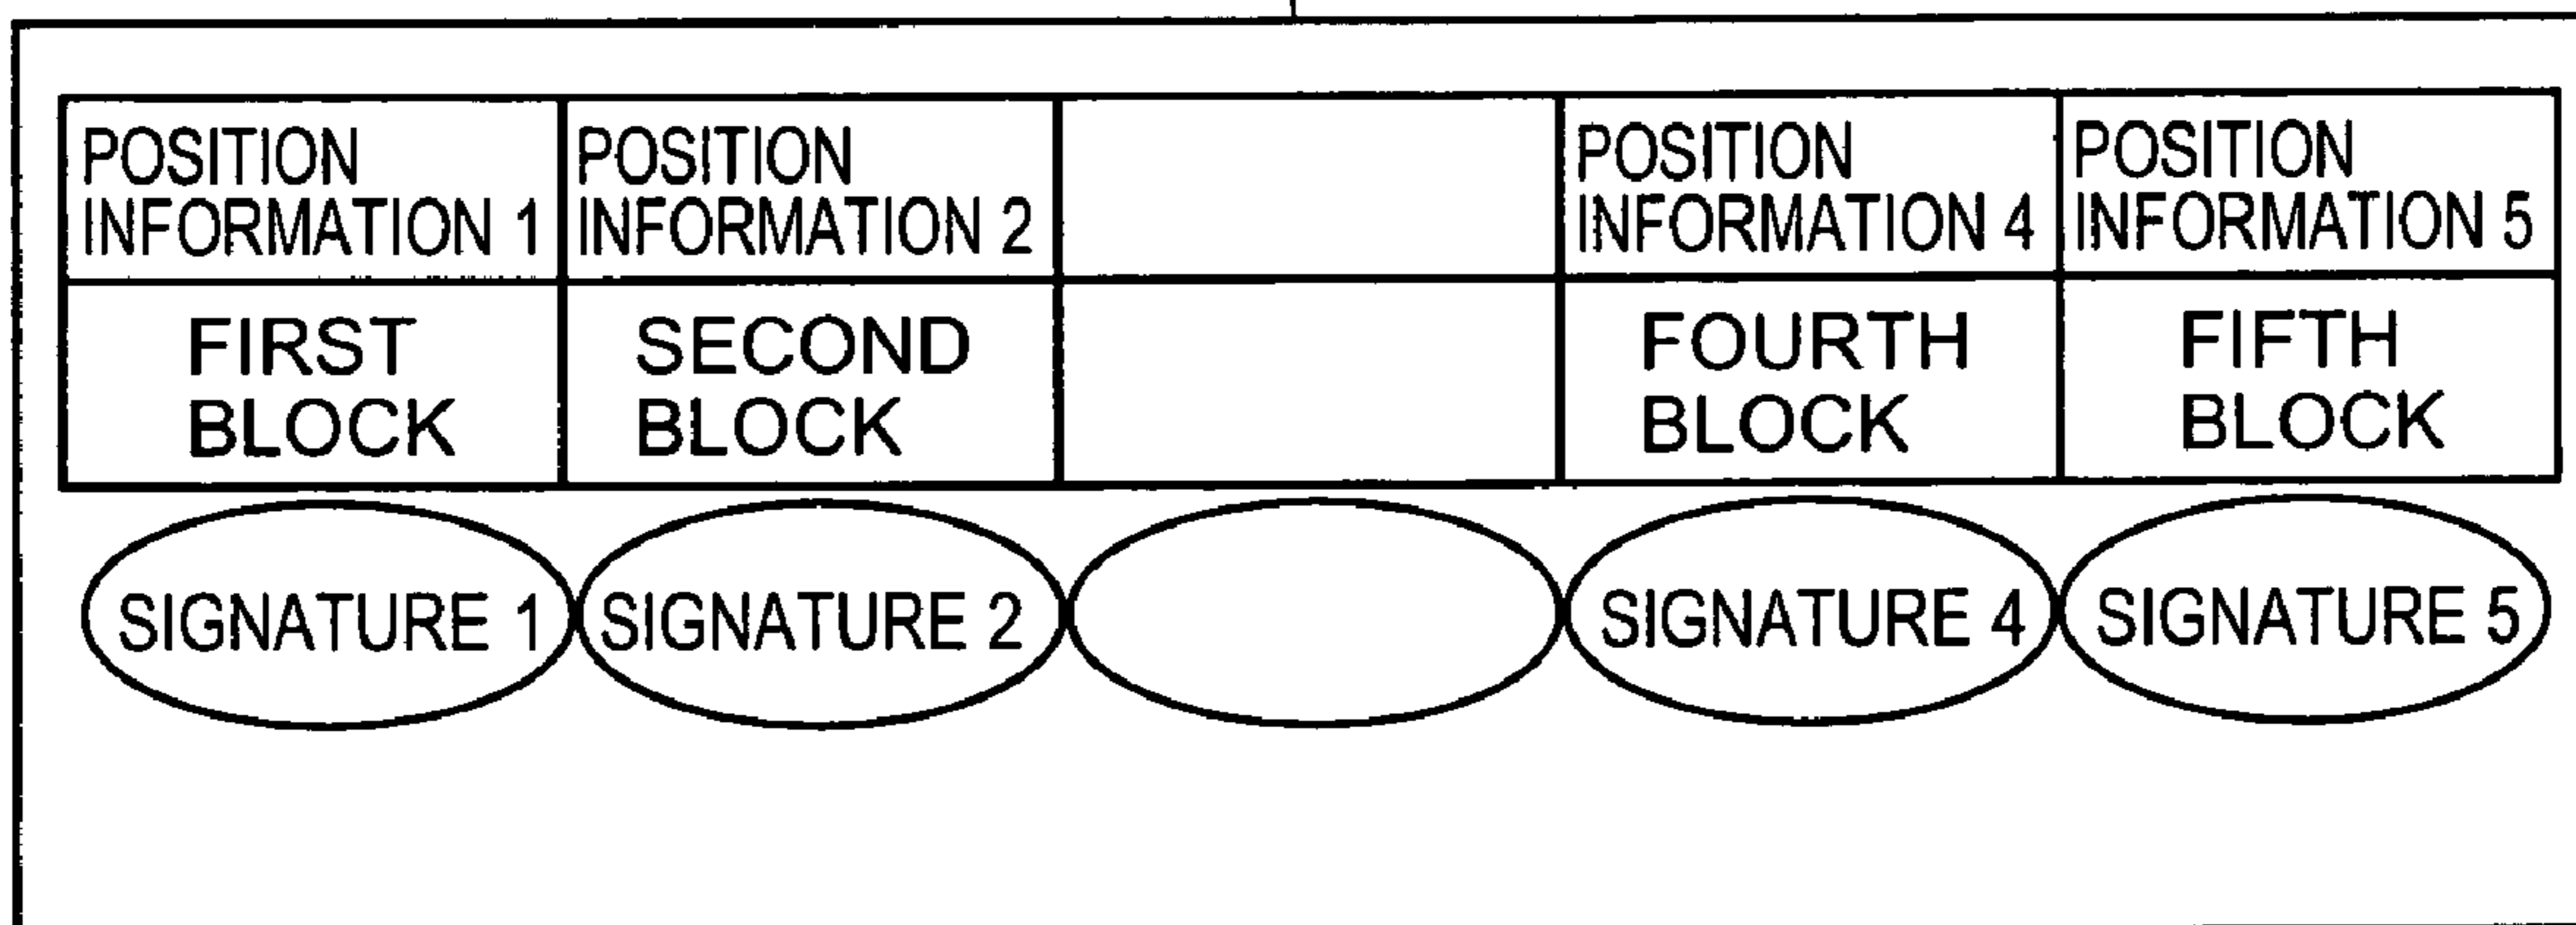 POSITION
INFORMATION 1
POSITION
INFORMATION 2
POSITION
INFORMATION 4
POSITION
INFORMATION 5
FIRST
BLOCK
SECOND
BLOCK
FOURTH
BLOCK
FIFTH
BLOCK
SIGNATURE 1
SIGNATURE 2
SIGNATURE 4
SIGNATURE 5